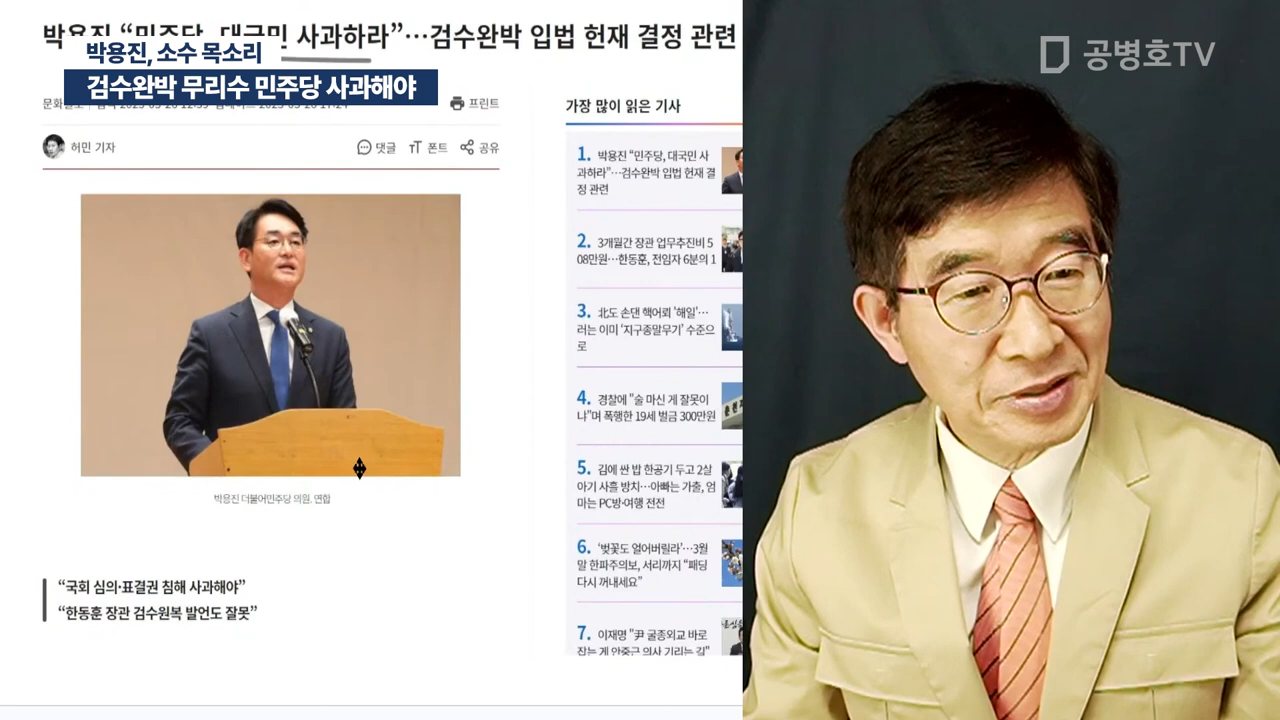 박용진 “민주당, 대국민 사과하라”…검수완박 입법 헌재 결정 관련
박용진, 소수 목소리
검수완박 무리수 민주당 사과해야
공병호TV
프린트
가장 많이 읽은 기사
허민 기자
댓글
폰트
공유
1. 박용진 “민주당, 대국민 사
과하라”…검수완박 입법 헌재 결
정 관련
2. 3개월간 장관 업무추진비 5
08만원…한동훈, 전임자 6분의 1
3. 北도 손댄 핵어뢰 ‘해일’…
러는 이미 ‘지구종말무기’ 수준으
로
4. 경찰에 "술 마신 게 잘못이
냐"며 폭행한 19세 벌금 300만원
5. 김에 싼 밥 한공기 두고 2살
아기 사흘 방치…아빠는 가출, 엄
마는 PC방·여행 전전
6. ‘벚꽃도 얼어버릴라’…3월
말 한파주의보, 서리까지 “패딩
다시 꺼내세요”
7. 이재명 "尹 굴종외교 바로
잡는 게 안중근 의사 기리는 길"
박용진 더불어민주당 의원. 연합
“국회 심의·표결권 침해 사과해야”
“한동훈 장관 검수원복 발언도 잘못”